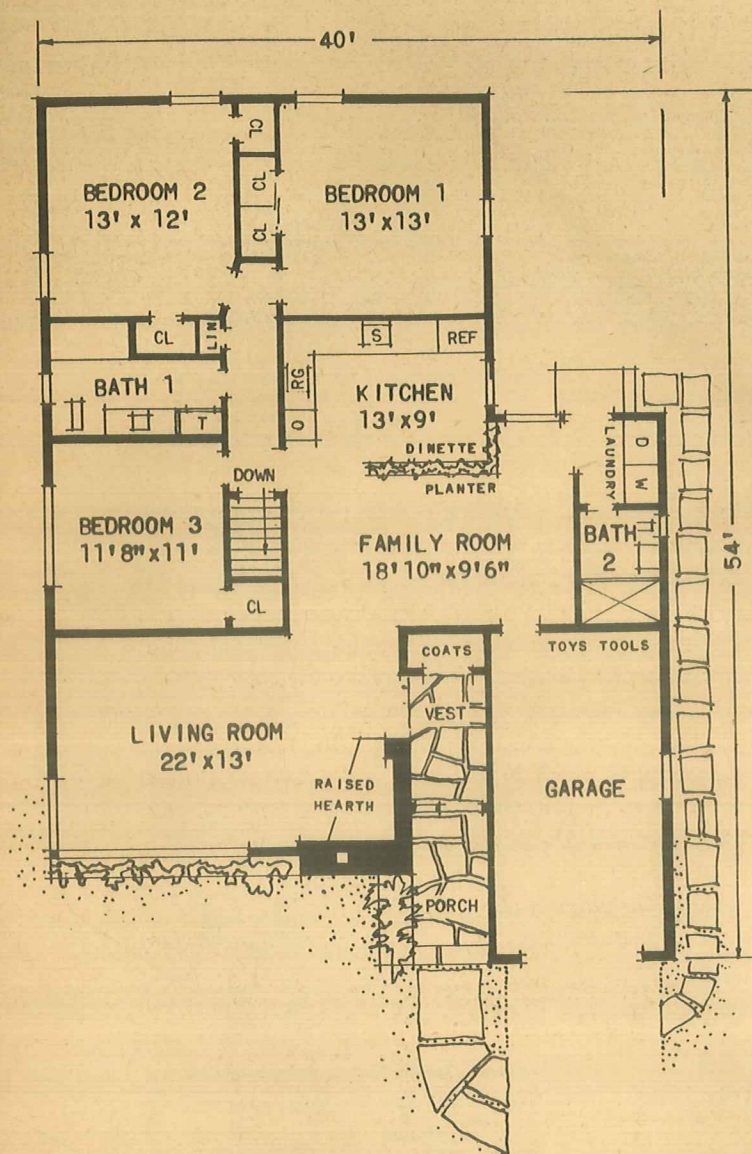 40'
CL
BEDROOM 2
13' x 12'
CL
CL
BEDROOM 1
13'x13'
CL
LIN
S
REF
BATH 1
RG
KITCHEN
13'x9'
T
O
DINETTE
PLANTER
LAUNDRY
D
W
DOWN
BEDROOM 3
11'8"x11'
FAMILY ROOM
18'10"x9'6"
BATH
2
54'
CL
COATS
TOYS TOOLS
VEST
LIVING ROOM
22'x13'
RAISED
HEARTH
GARAGE
PORCH